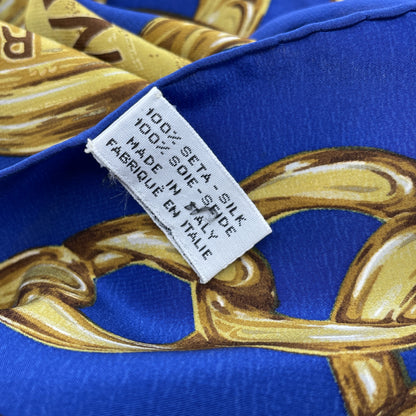 100% SETA-SILK
100% SOIE-SEIDE
MADE IN ITALY
FABRIQUÉ EN ITALIE